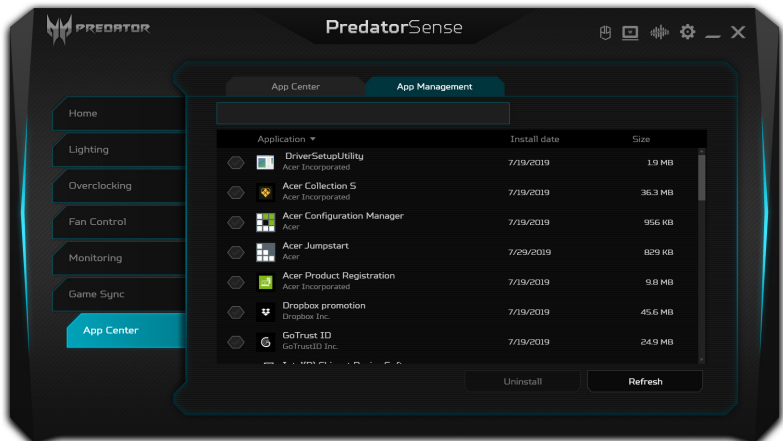 PREDATOR
PredatorSense
App Center
App Management
Home
Lighting
Overclocking
Fan Control
Monitoring
Game Sync
App Center
Application Install date Size
DriverSetupUtility
Acer Incorporated
7/19/2019 1.9 MB
Acer Collection S
Acer Incorporated
7/19/2019 36.3 MB
Acer Configuration Manager
Acer
7/19/2019 956 KB
Acer Jumpstart
Acer
7/29/2019 829 KB
Acer Product Registration
Acer Incorporated
7/19/2019 9.8 MB
Dropbox promotion
Dropbox Inc.
7/19/2019 45.6 MB
GoTrust ID
GoTrustID Inc.
7/19/2019 24.9 MB
Uninstall
Refresh